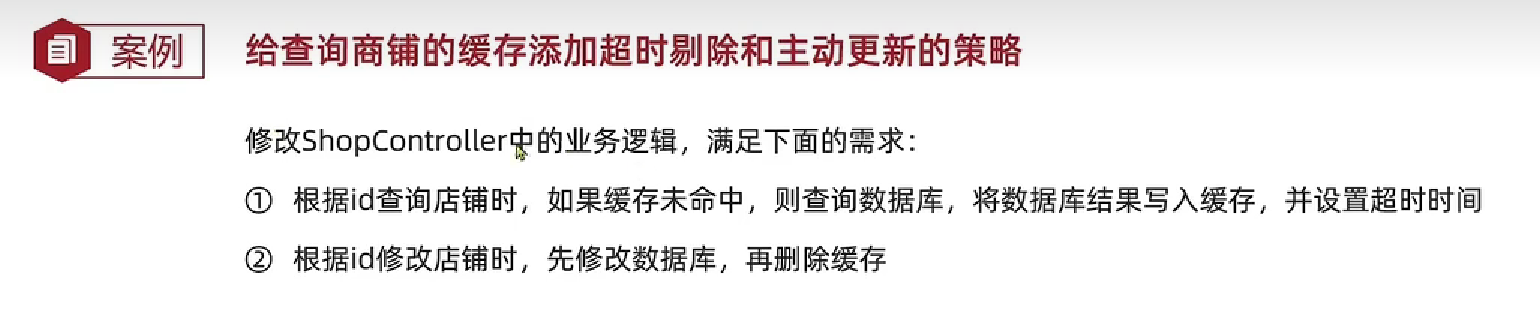 案例
给查询商铺的缓存添加超时剔除和主动更新的策略
修改ShopController中的业务逻辑，满足下面的需求：
① 根据id查询店铺时，如果缓存未命中，则查询数据库，将数据库结果写入缓存，并设置超时时间
② 根据id修改店铺时，先修改数据库，再删除缓存